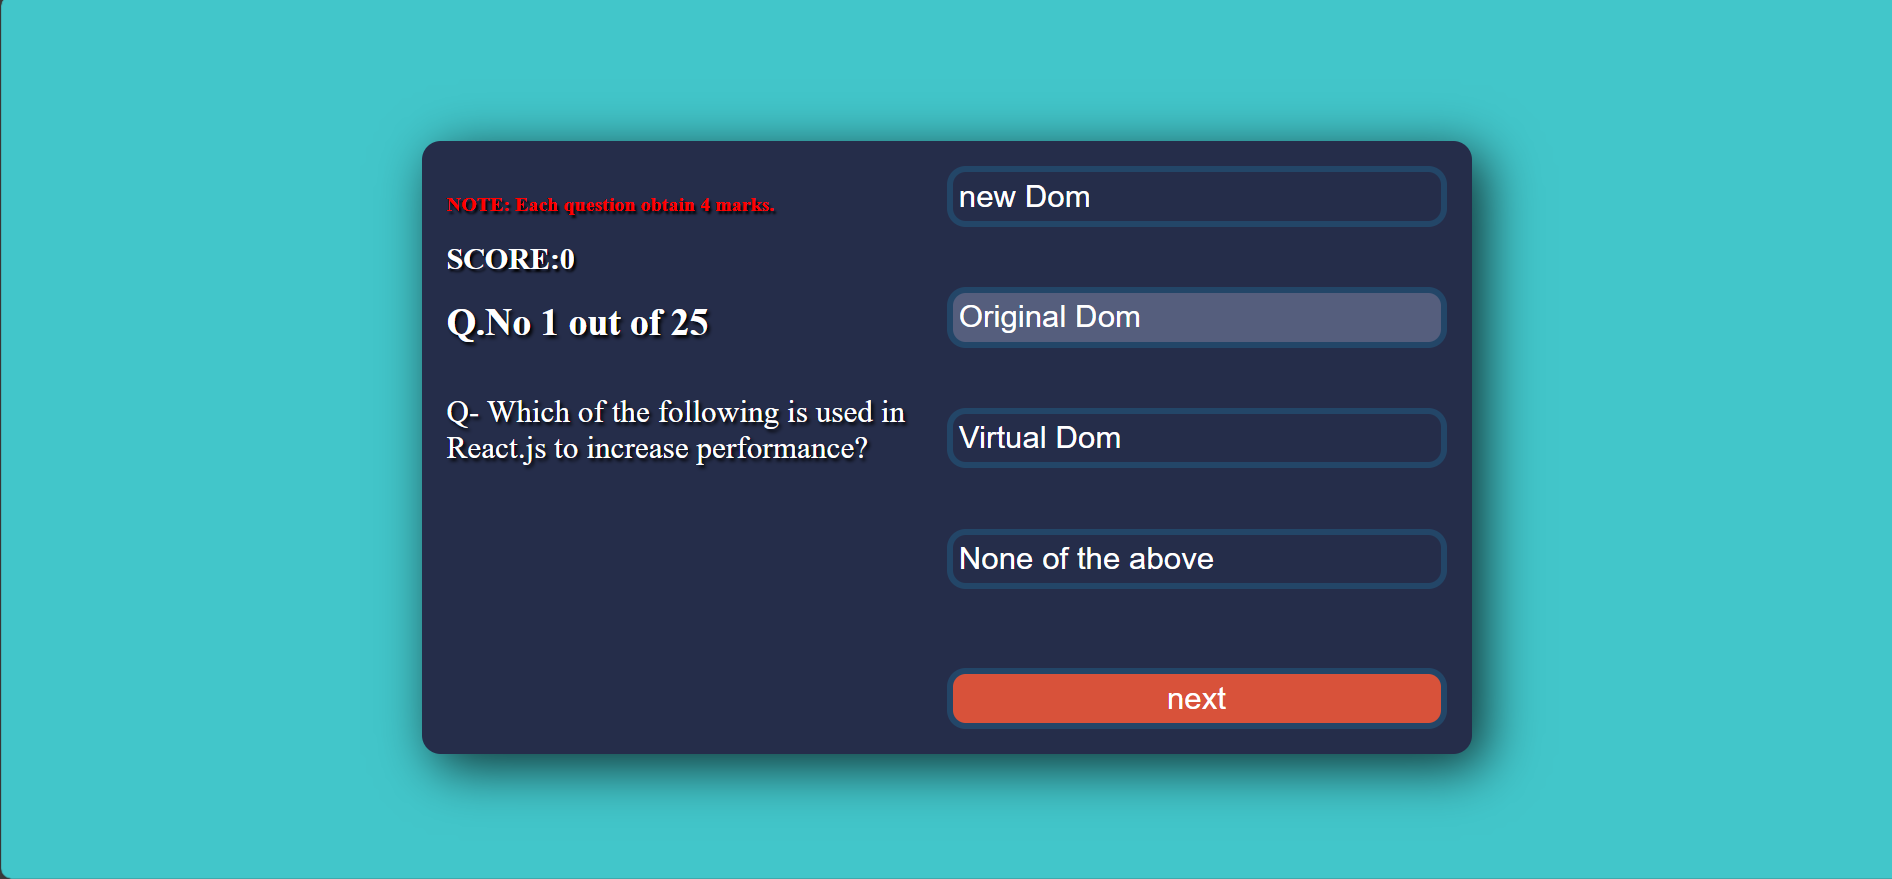 NOTE: Each question obtain 4 marks.
SCORE:0
Q.No 1 out of 25
Q- Which of the following is used in
React.js to increase performance?
new Dom
Original Dom
Virtual Dom
None of the above
next